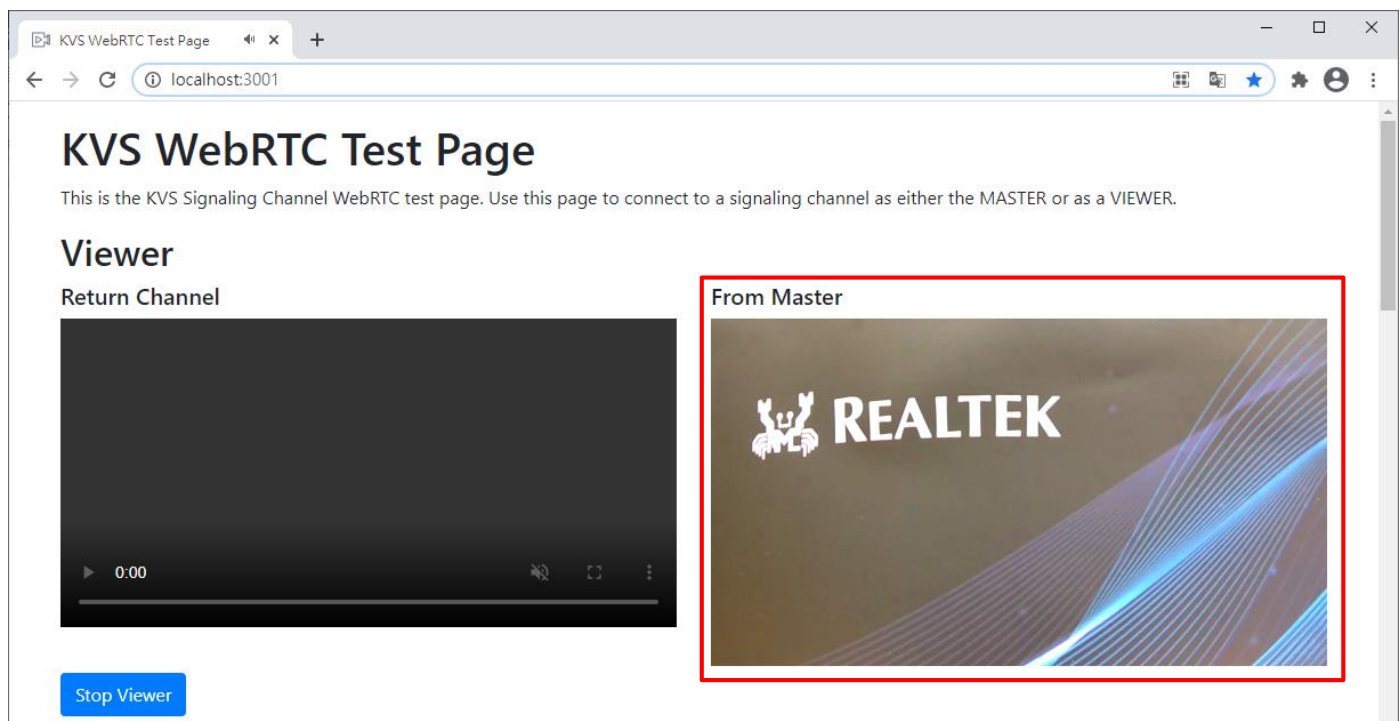 KVS WebRTC Test Page
localhost:3001
KVS WebRTC Test Page
This is the KVS Signaling Channel WebRTC test page. Use this page to connect to a signaling channel as either the MASTER or as a VIEWER.
Viewer
Return Channel
From Master
REALTEK
0:00
Stop Viewer